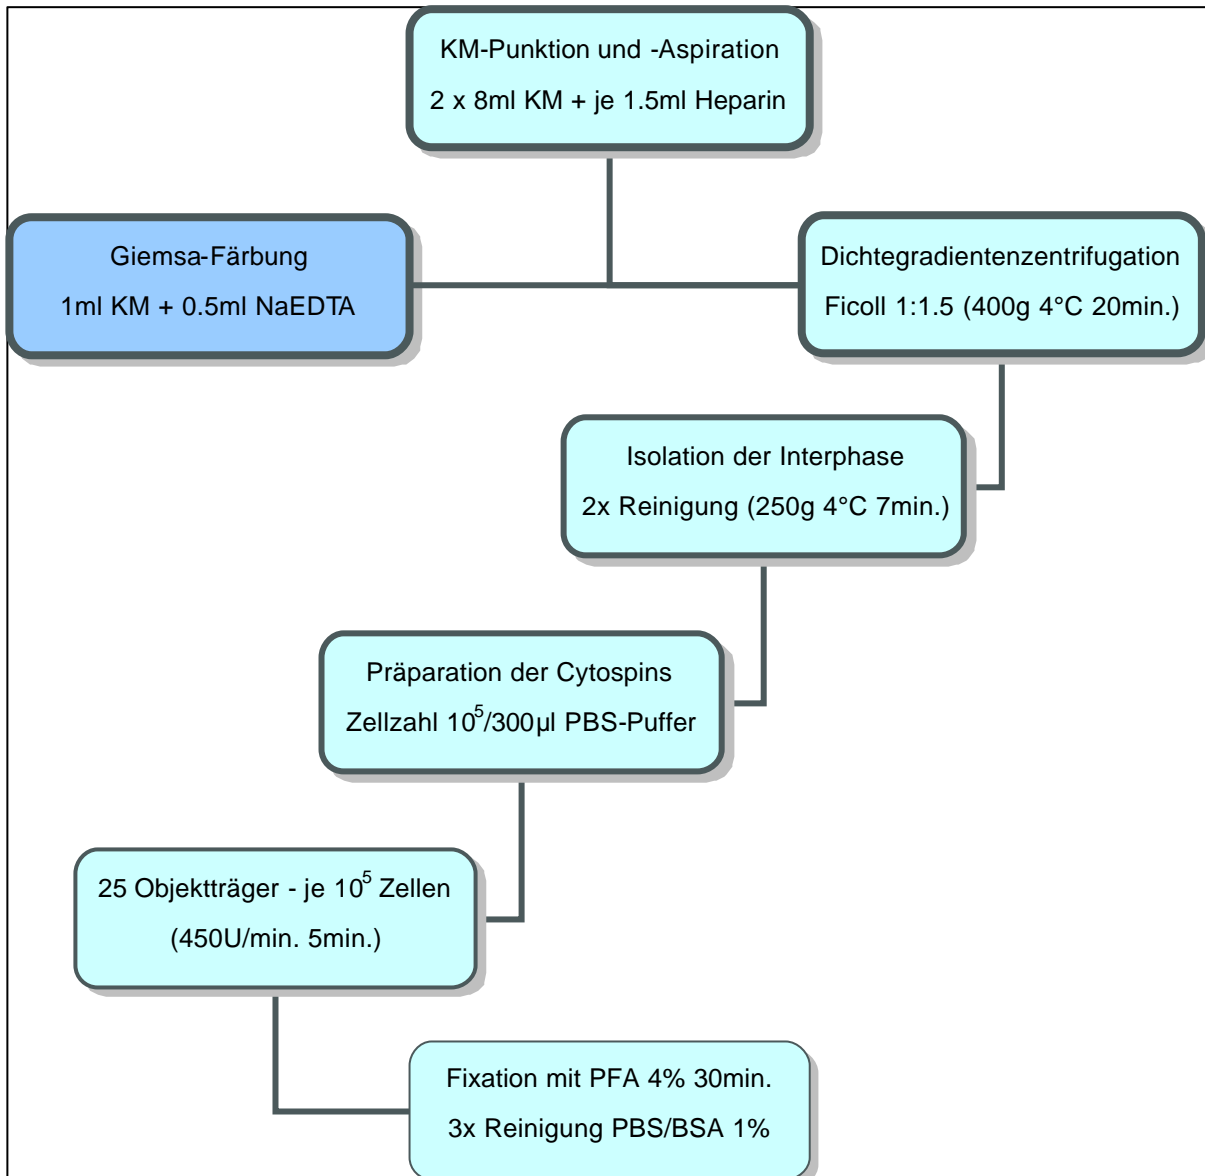 KM-Punktion und -Aspiration
2 x 8ml KM + je 1.5ml Heparin
Giemsa-Färbung
1ml KM + 0.5ml NaEDTA
Dichtegradientenzentrifugation
Ficoll 1:1.5 (400g 4°C 20min.)
Isolation der Interphase
2x Reinigung (250g 4°C 7min.)
Präparation der Cytospins
Zellzahl 10⁵/300µl PBS-Puffer
25 Objektträger - je 10⁵ Zellen
(450U/min. 5min.)
Fixation mit PFA 4% 30min.
3x Reinigung PBS/BSA 1%